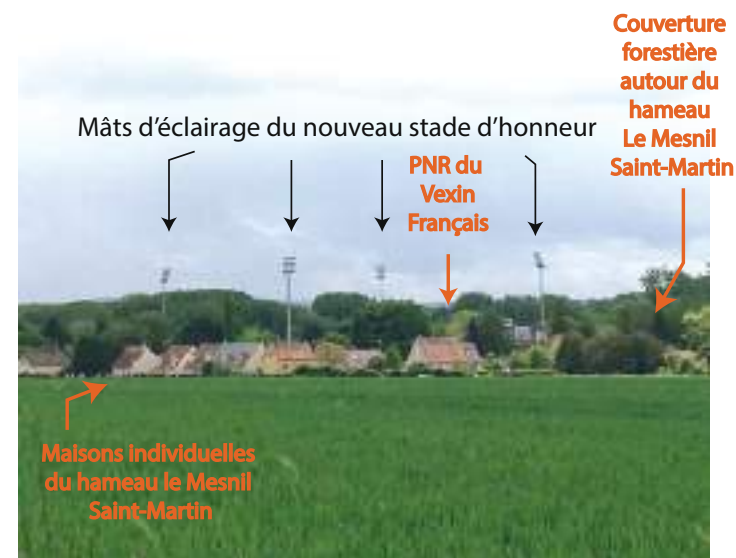 Couverture
forestière
autour du
hameau
Le Mesnil
Saint-Martin
Mâts d’éclairage du nouveau stade d’honneur
PNR du
Vexin
Français
Maisons individuelles
du hameau le Mesnil
Saint-Martin